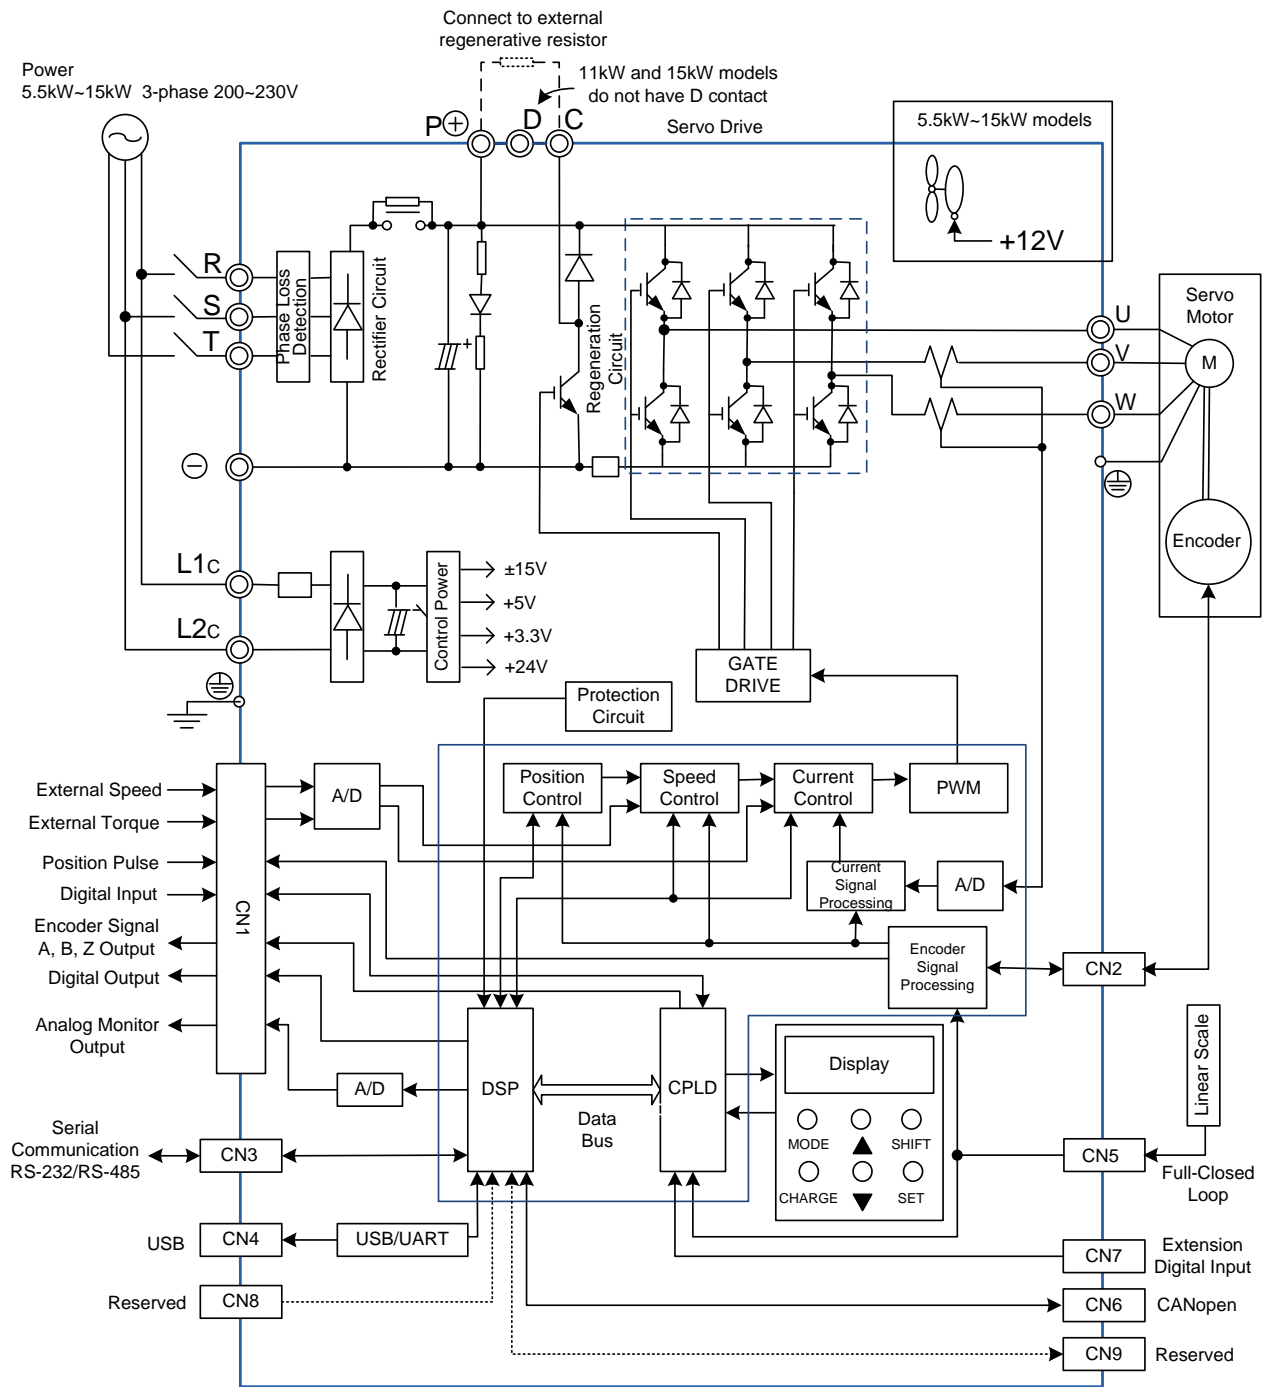 Connect to external
regenerative resistor
Power
5.5kW~15kW 3-phase 200~230V
11kW and 15kW models
do not have D contact
P⊕
D
C
Servo Drive
5.5kW~15kW models
+12V
R
S
T
Phase Loss
Detection
Rectifier Circuit
+
Regeneration
Circuit
U
V
W
Servo
Motor
M
Encoder
L1C
L2C
Control Power
±15V
+5V
+3.3V
+24V
GATE
DRIVE
Protection
Circuit
External Speed
External Torque
Position Pulse
Digital Input
Encoder Signal
A, B, Z Output
Digital Output
Analog Monitor
Output
CN1
A/D
Position
Control
Speed
Control
Current
Control
PWM
Current
Signal
Processing
A/D
Encoder
Signal
Processing
CN2
A/D
DSP
Data
Bus
CPLD
Display
MODE
▲
SHIFT
CHARGE
▼
SET
Linear Scale
Serial
Communication
RS-232/RS-485
CN3
CN5
Full-Closed
Loop
USB
CN4
USB/UART
CN7
Extension
Digital Input
Reserved
CN8
CN6
CANopen
CN9
Reserved